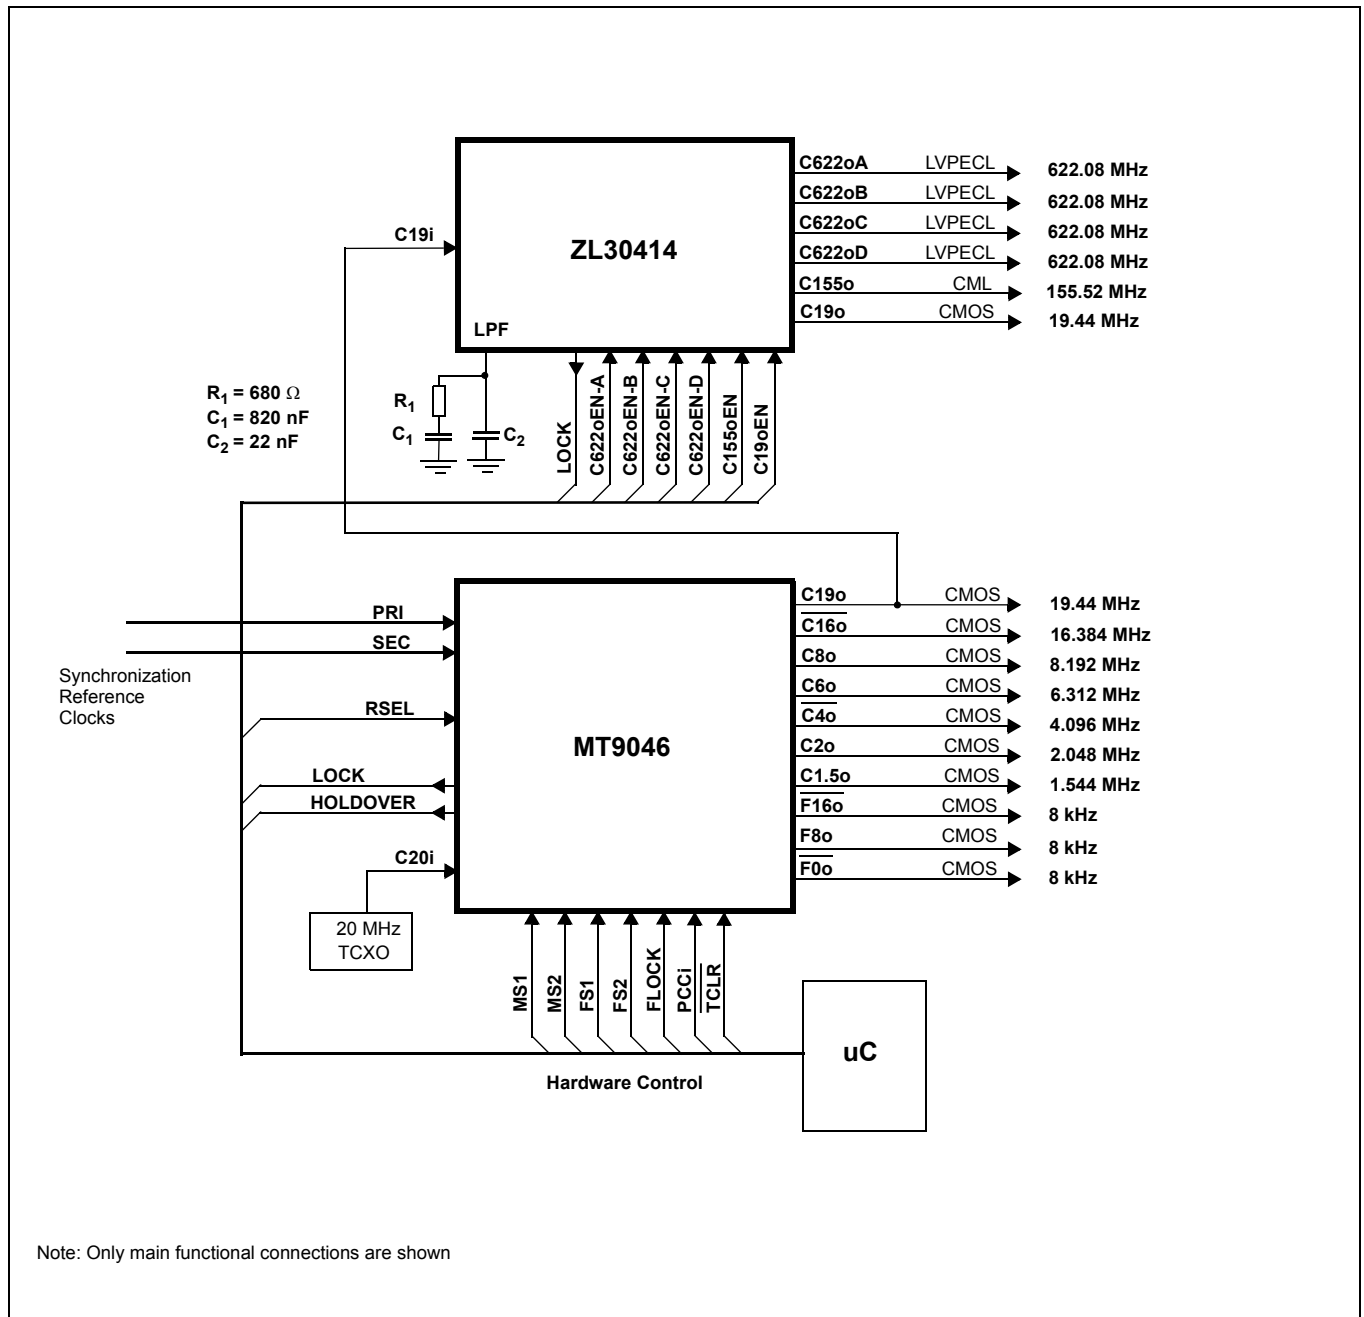 C622oA LVPECL 622.08 MHz
C622oB LVPECL 622.08 MHz
C622oC LVPECL 622.08 MHz
C622oD LVPECL 622.08 MHz
C155o CML 155.52 MHz
C19o CMOS 19.44 MHz
C19i
ZL30414
LPF
R1 = 680 Ω
C1 = 820 nF
C2 = 22 nF
R1
C1
C2
LOCK
C622oEN-A
C622oEN-B
C622oEN-C
C622oEN-D
C155oEN
C19oEN
C19o CMOS 19.44 MHz
C16o CMOS 16.384 MHz
C8o CMOS 8.192 MHz
C6o CMOS 6.312 MHz
C4o CMOS 4.096 MHz
C2o CMOS 2.048 MHz
C1.5o CMOS 1.544 MHz
F16o CMOS 8 kHz
F8o CMOS 8 kHz
F0o CMOS 8 kHz
PRI
SEC
Synchronization
Reference
Clocks
RSEL
MT9046
LOCK
HOLDOVER
C20i
20 MHz
TCXO
MS1
MS2
FS1
FS2
FLOCK
PCCi
TCLR
uC
Hardware Control
Note: Only main functional connections are shown